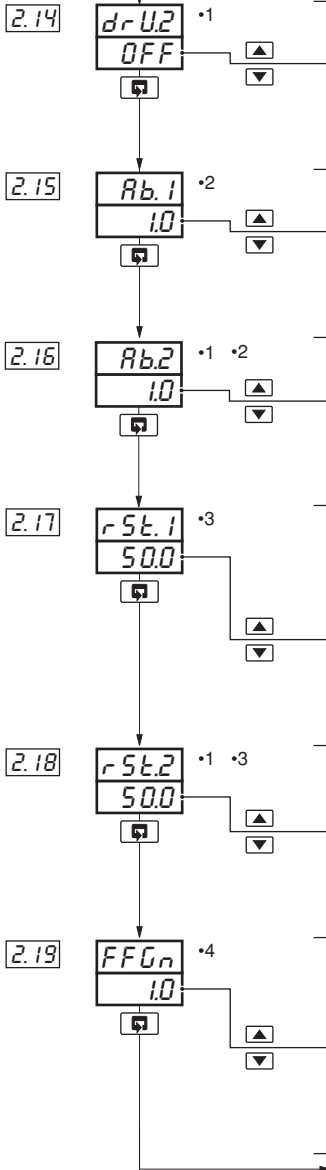 2.14 drU.2 •1
OFF
2.15 Ab.1 •2
1.0
2.16 Ab.2 •1 •2
1.0
2.17 rSt.1 •3
50.0
2.18 rSt.2 •1 •3
50.0
2.19 FFGn •4
1.0